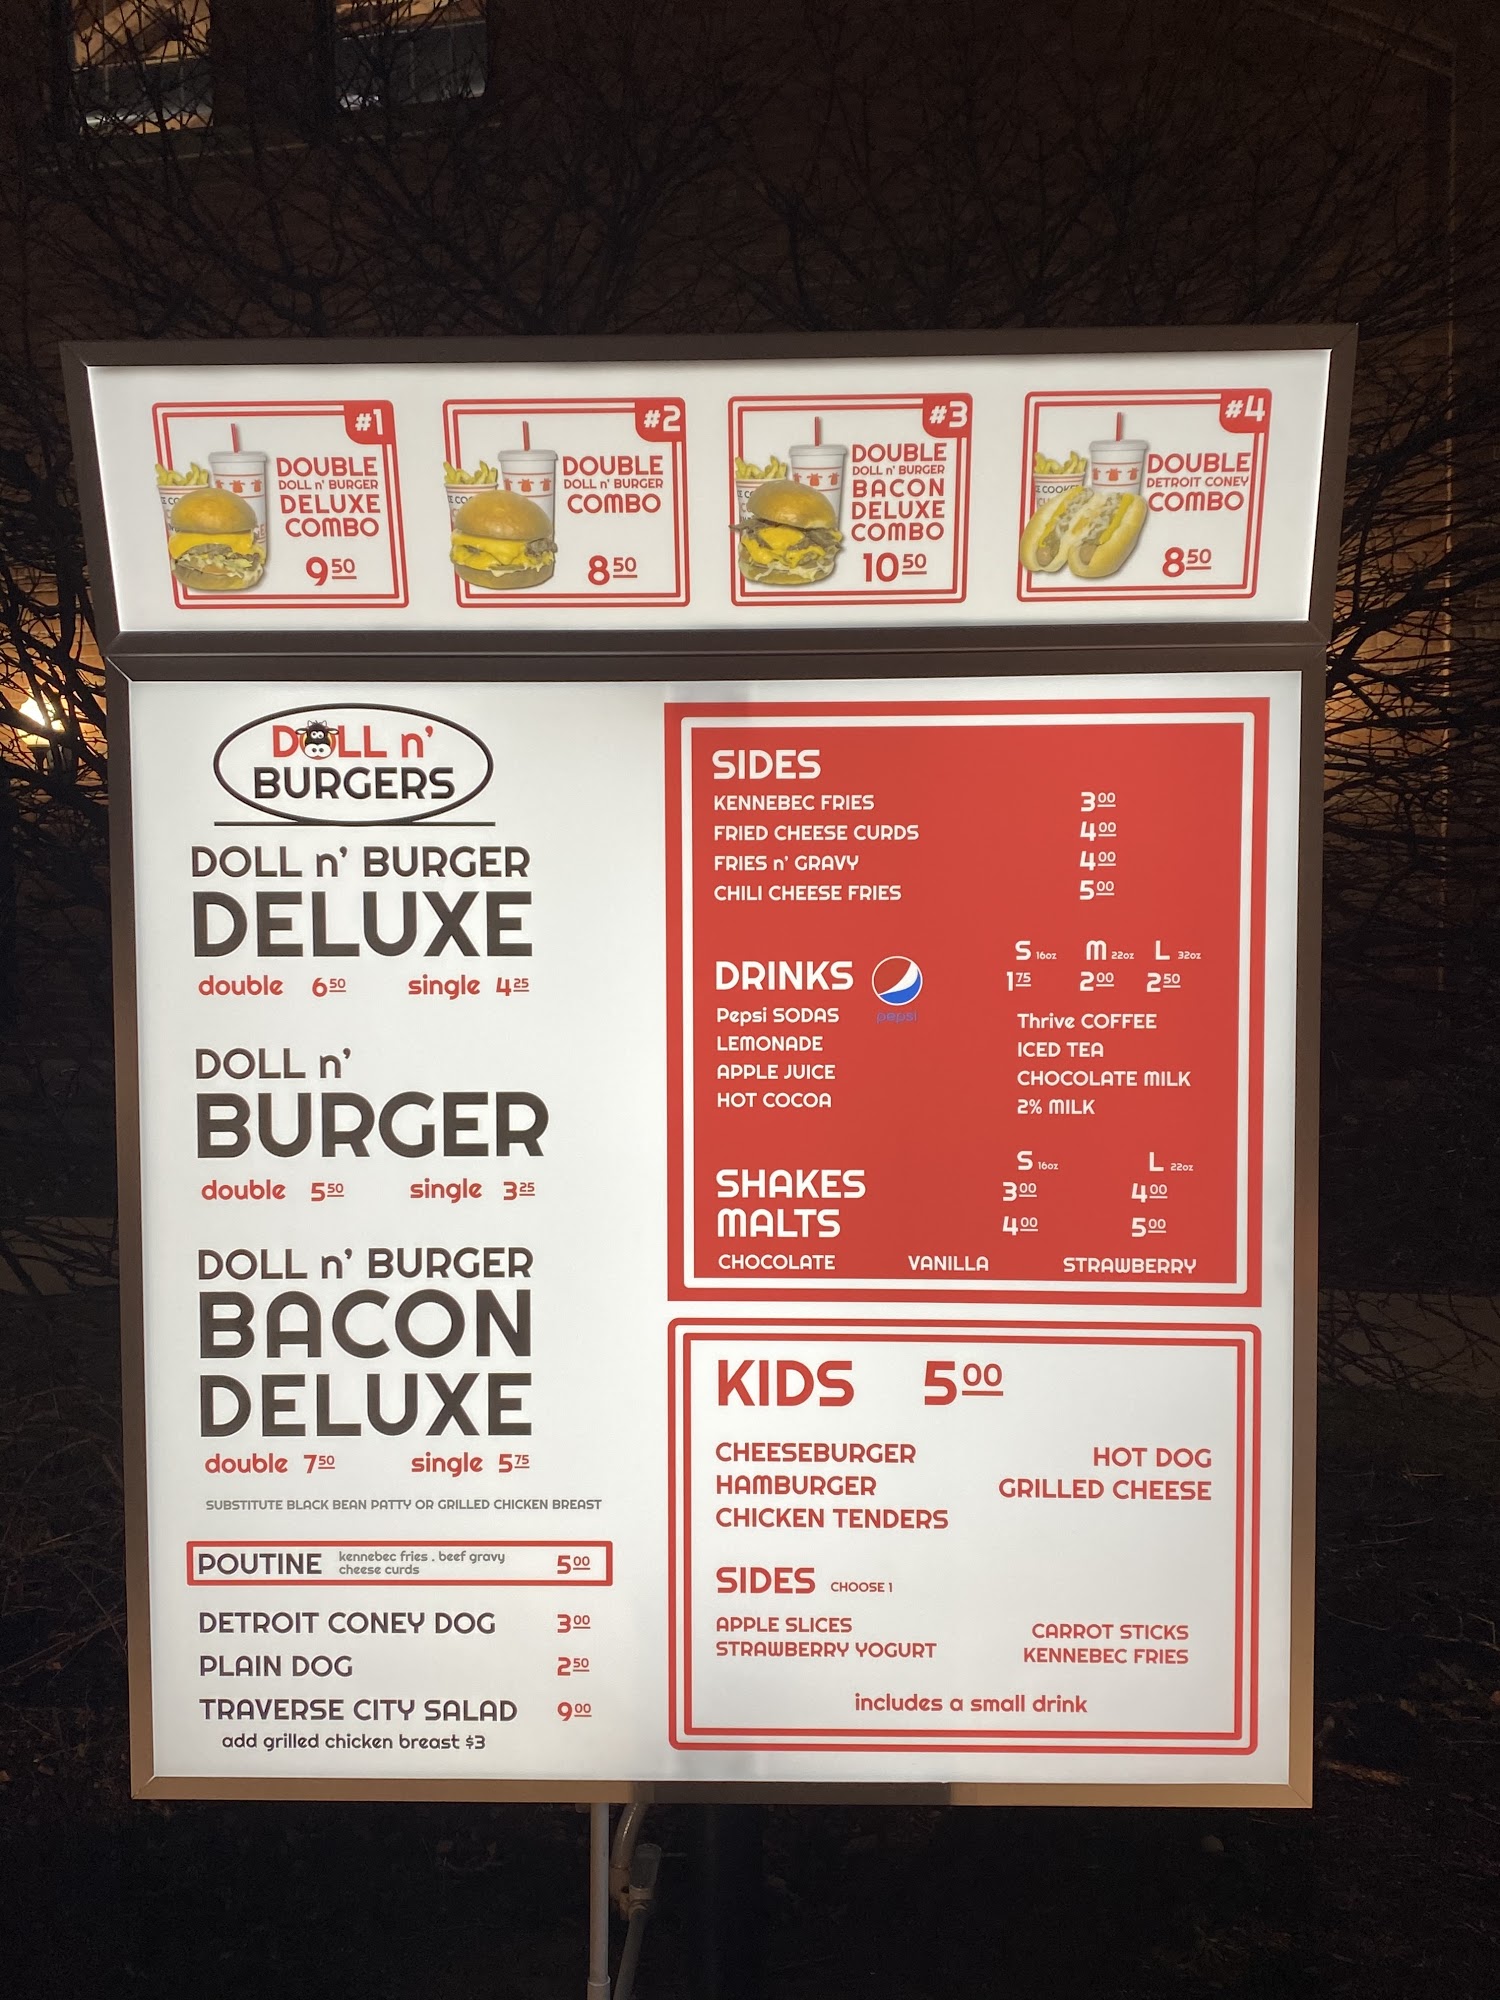 #1
DOUBLE
DOLL n' BURGER
DELUXE
COMBO
9 50
#2
DOUBLE
DOLL n' BURGER
COMBO
8 50
#3
DOUBLE
DOLL n' BURGER
BACON
DELUXE
COMBO
10 50
#4
DOUBLE
DETROIT CONEY
COMBO
8 50
DOLL n'
BURGERS
DOLL n' BURGER
DELUXE
double 6 50 single 4 25
DOLL n'
BURGER
double 5 50 single 3 25
DOLL n' BURGER
BACON
DELUXE
double 7 50 single 5 75
SUBSTITUTE BLACK BEAN PATTY OR GRILLED CHICKEN BREAST
POUTINE kennebec fries . beef gravy
cheese curds 5 00
DETROIT CONEY DOG 3 00
PLAIN DOG 2 50
TRAVERSE CITY SALAD 9 00
add grilled chicken breast $3
SIDES
KENNEBEC FRIES 3 00
FRIED CHEESE CURDS 4 00
FRIES n' GRAVY 4 00
CHILI CHEESE FRIES 5 00
S 16oz M 22oz L 32oz
DRINKS 1 75 2 00 2 50
pepsi
Pepsi SODAS Thrive COFFEE
LEMONADE ICED TEA
APPLE JUICE CHOCOLATE MILK
HOT COCOA 2% MILK
S 16oz L 22oz
SHAKES 3 00 4 00
MALTS 4 00 5 00
CHOCOLATE VANILLA STRAWBERRY
KIDS 5 00
CHEESEBURGER HOT DOG
HAMBURGER GRILLED CHEESE
CHICKEN TENDERS
SIDES CHOOSE 1
APPLE SLICES CARROT STICKS
STRAWBERRY YOGURT KENNEBEC FRIES
includes a small drink